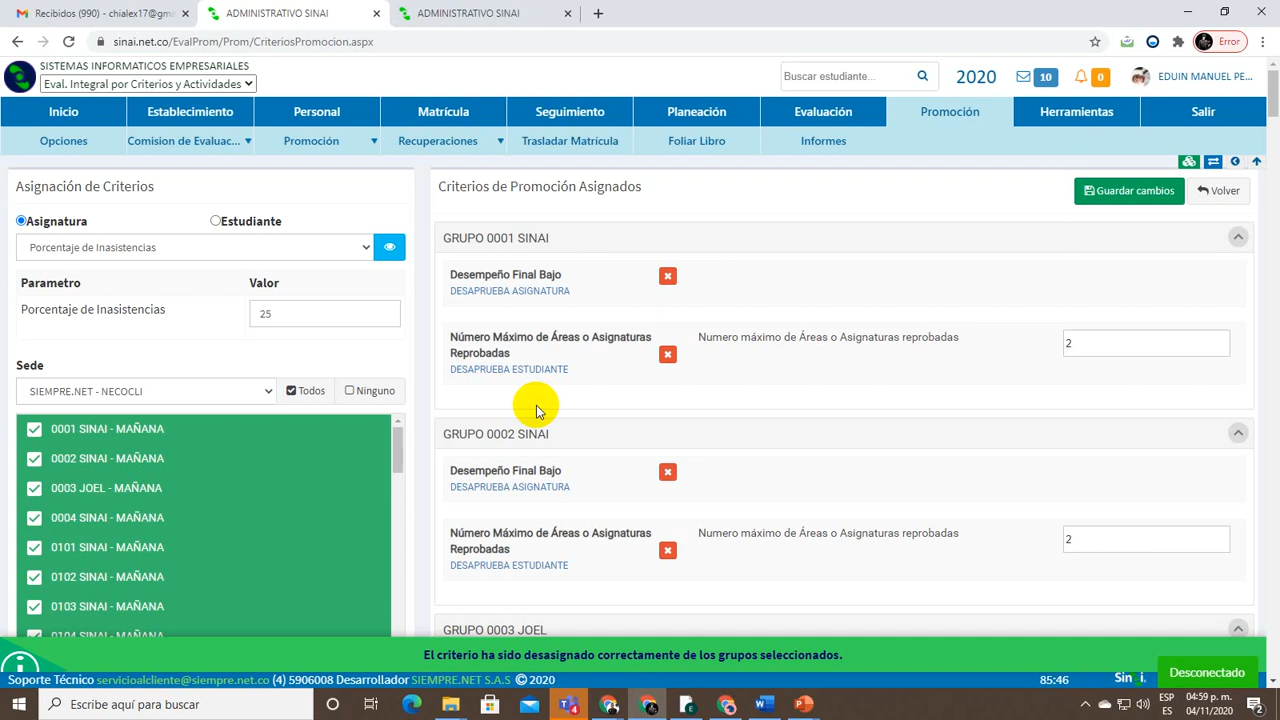 Recibidos (990) - chialex17@gma
ADMINISTRATIVO SINAI
ADMINISTRATIVO SINAI
sinai.net.co/EvalProm/Prom/CriteriosPromocion.aspx
Error
SISTEMAS INFORMATICOS EMPRESARIALES
Eval. Integral por Criterios y Actividades
Buscar estudiante...
2020
10
0
EDUIN MANUEL PE...
Inicio
Establecimiento
Personal
Matrícula
Seguimiento
Planeación
Evaluación
Promoción
Herramientas
Salir
Opciones
Comision de Evaluac...
Promoción
Recuperaciones
Trasladar Matrícula
Foliar Libro
Informes
Asignación de Criterios
Asignatura
Estudiante
Porcentaje de Inasistencias
Parametro
Valor
Porcentaje de Inasistencias
25
Sede
SIEMPRE.NET - NECOCLI
Todos
Ninguno
0001 SINAI - MAÑANA
0002 SINAI - MAÑANA
0003 JOEL - MAÑANA
0004 SINAI - MAÑANA
0101 SINAI - MAÑANA
0102 SINAI - MAÑANA
0103 SINAI - MAÑANA
0104 SINAI - MAÑANA
Criterios de Promoción Asignados
Guardar cambios
Volver
GRUPO 0001 SINAI
Desempeño Final Bajo
DESAPRUEBA ASIGNATURA
Número Máximo de Áreas o Asignaturas
Reprobadas
DESAPRUEBA ESTUDIANTE
Numero máximo de Áreas o Asignaturas reprobadas
2
GRUPO 0002 SINAI
Desempeño Final Bajo
DESAPRUEBA ASIGNATURA
Número Máximo de Áreas o Asignaturas
Reprobadas
DESAPRUEBA ESTUDIANTE
Numero máximo de Áreas o Asignaturas reprobadas
2
GRUPO 0003 JOEL
El criterio ha sido desasignado correctamente de los grupos seleccionados.
Soporte Técnico servicioalcliente@siempre.net.co (4) 5906008 Desarrollador SIEMPRE.NET S.A.S © 2020
85:46
Desconectado
Escribe aquí para buscar
4
ESP
ES
04:59 p. m.
04/11/2020
2